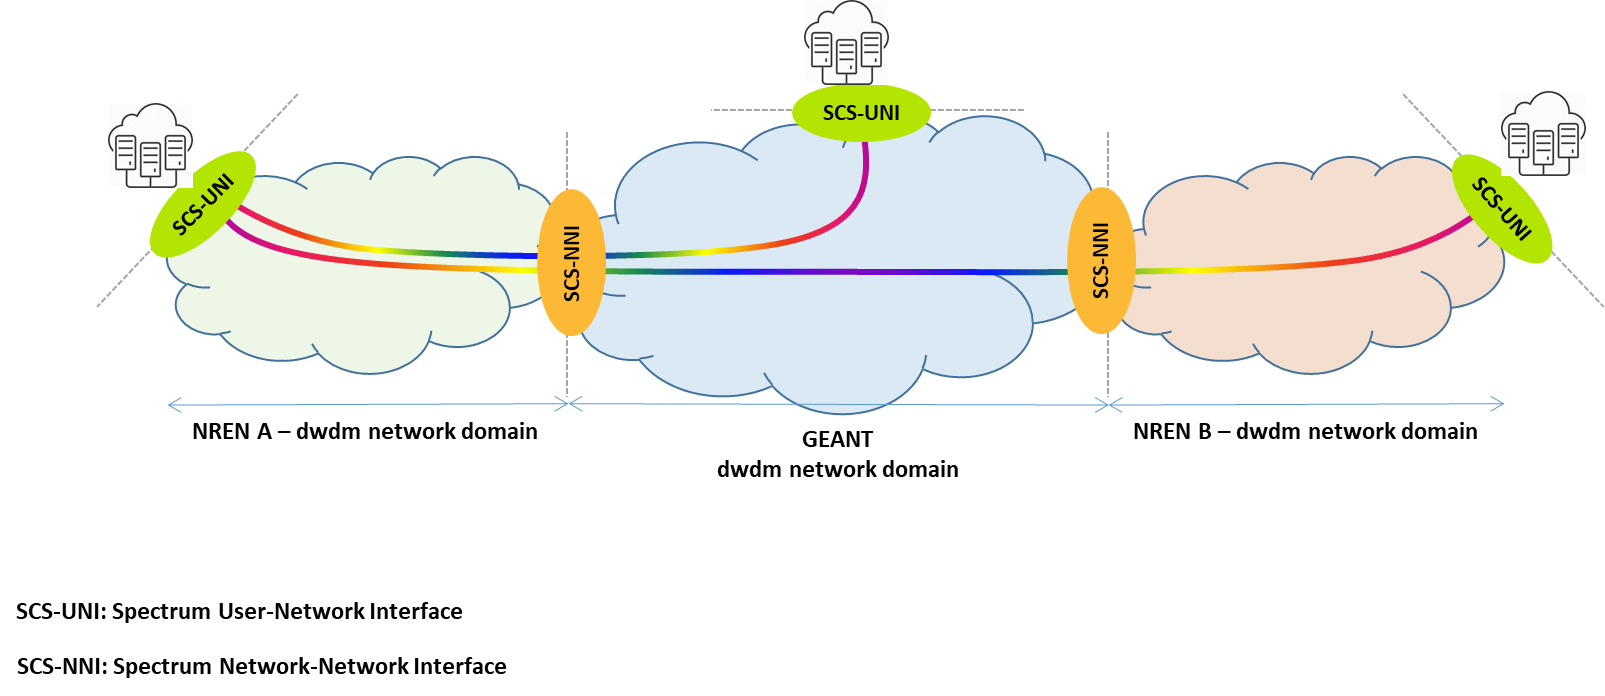 SCS-UNI
SCS-UNI
SCS-UNI
SCS-NNI
SCS-NNI
NREN A – dwdm network domain
GEANT
dwdm network domain
NREN B – dwdm network domain
SCS-UNI: Spectrum User-Network Interface
SCS-NNI: Spectrum Network-Network Interface